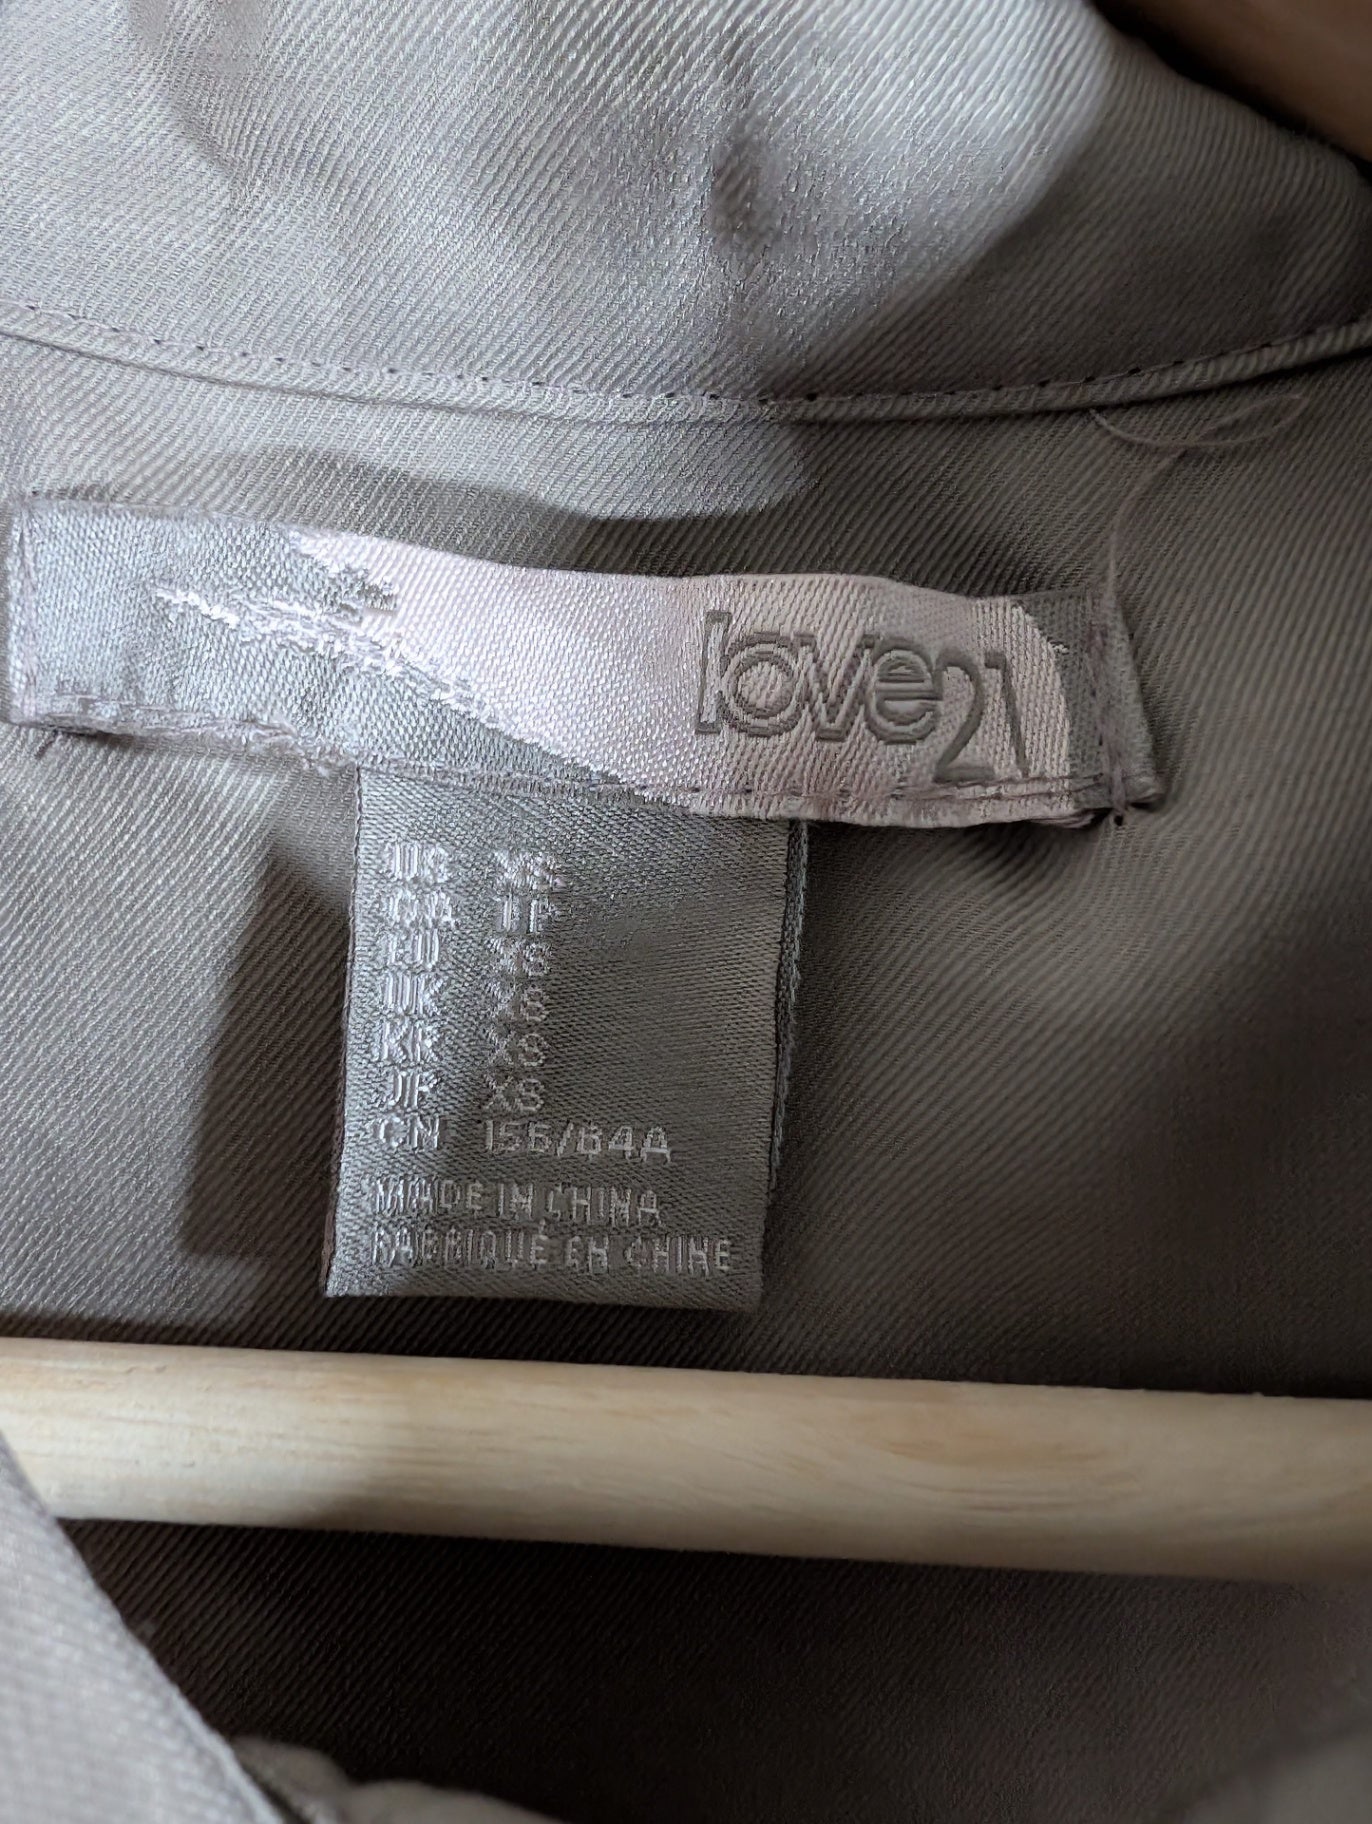 love21
US XS
CA TP
EU XS
UK XS
KR XS
JP XS
CN 155/84A
MADE IN CHINA
FABRIQUÉ EN CHINE